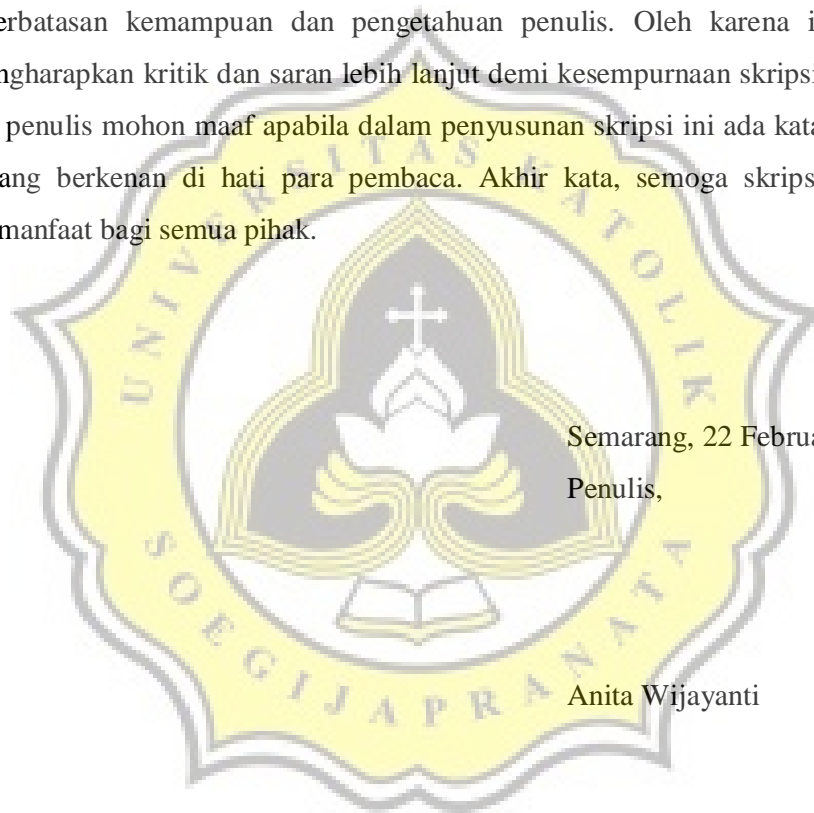 erbatasan kemampuan dan pengetahuan penulis. Oleh karena i
ngharapkan kritik dan saran lebih lanjut demi kesempurnaan skripsi
penulis mohon maaf apabila dalam penyusunan skripsi ini ada kata
ang berkenan di hati para pembaca. Akhir kata, semoga skrips
manfaat bagi semua pihak.
UNIVERSITAS KATOLIK
Semarang, 22 Februa
Penulis,
SOEGIJAPRANATA
Anita Wijayanti